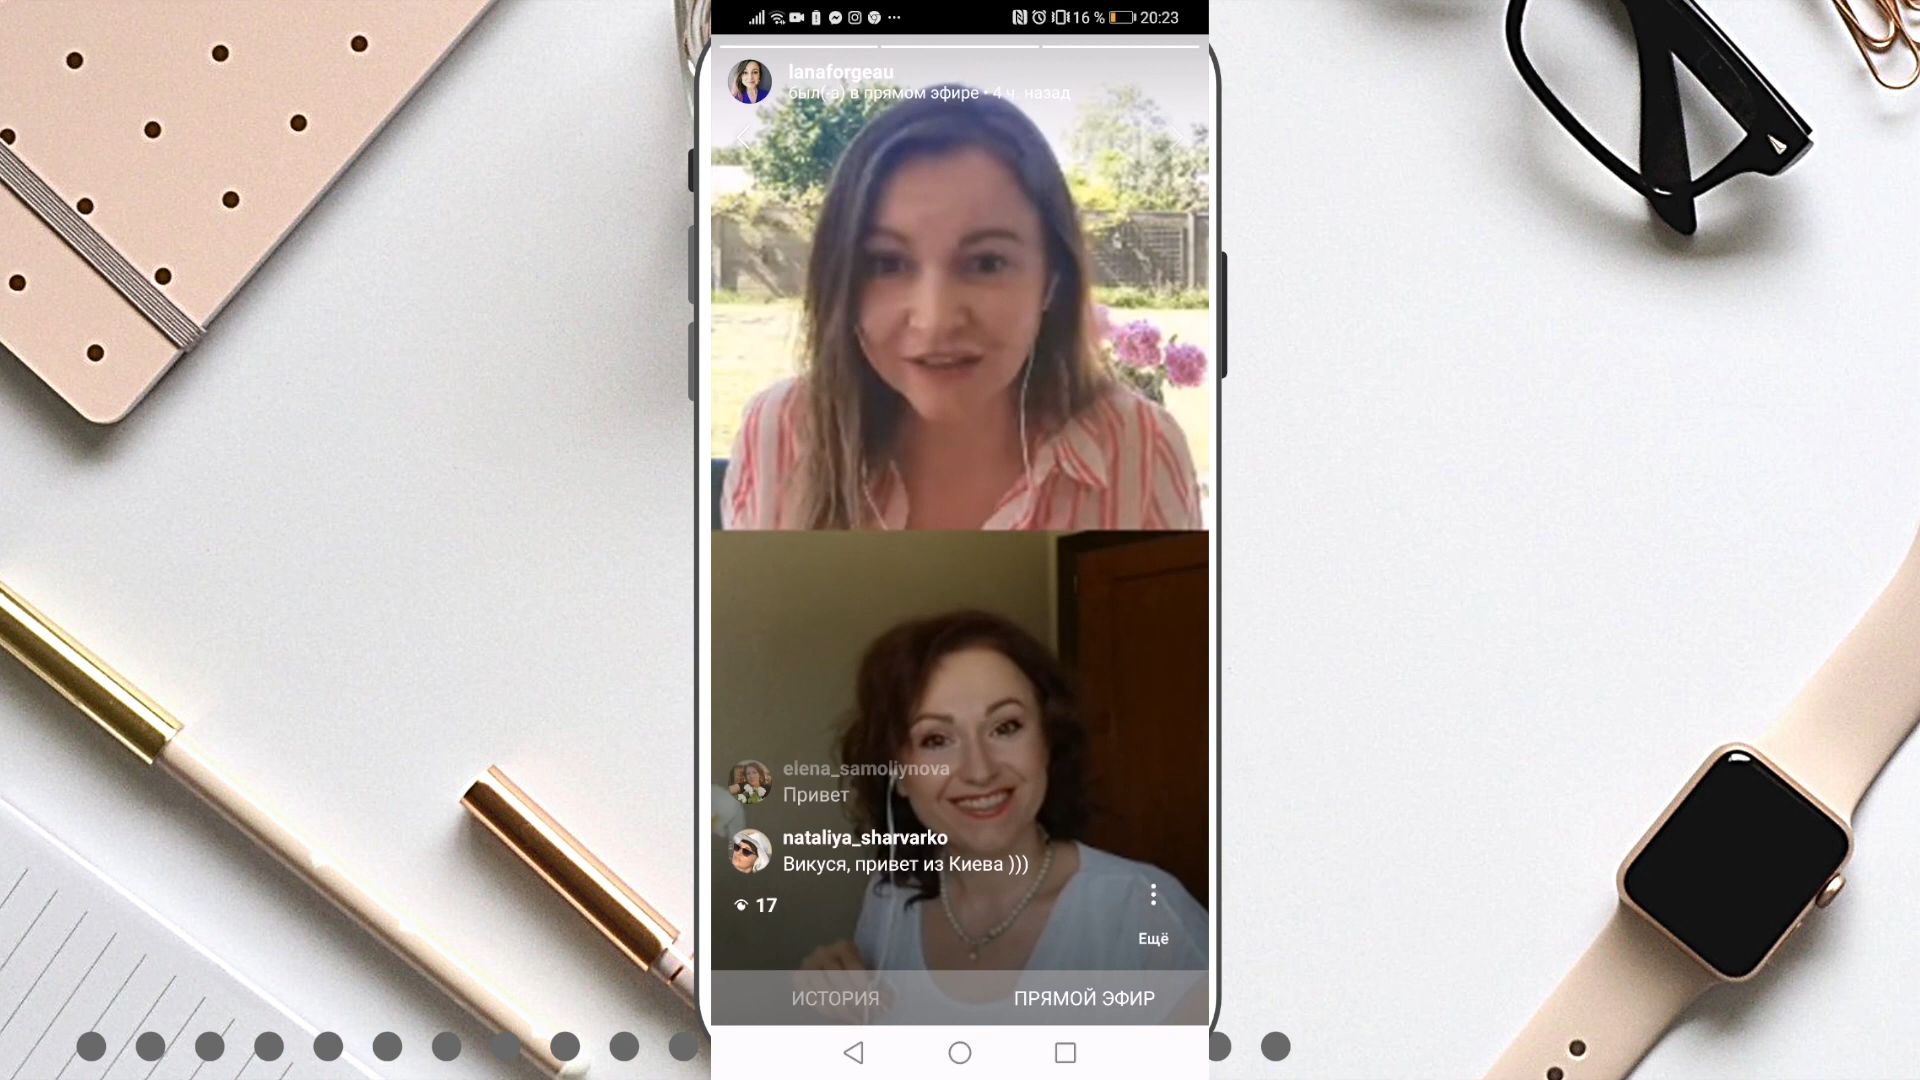 16 % 20:23
lanaforgeau
был(-а) в прямом эфире • 4 ч. назад
elena_samoliynova
Привет
nataliya_sharvarko
Викуся, привет из Киева )))
17
Ещё
ИСТОРИЯ ПРЯМОЙ ЭФИР